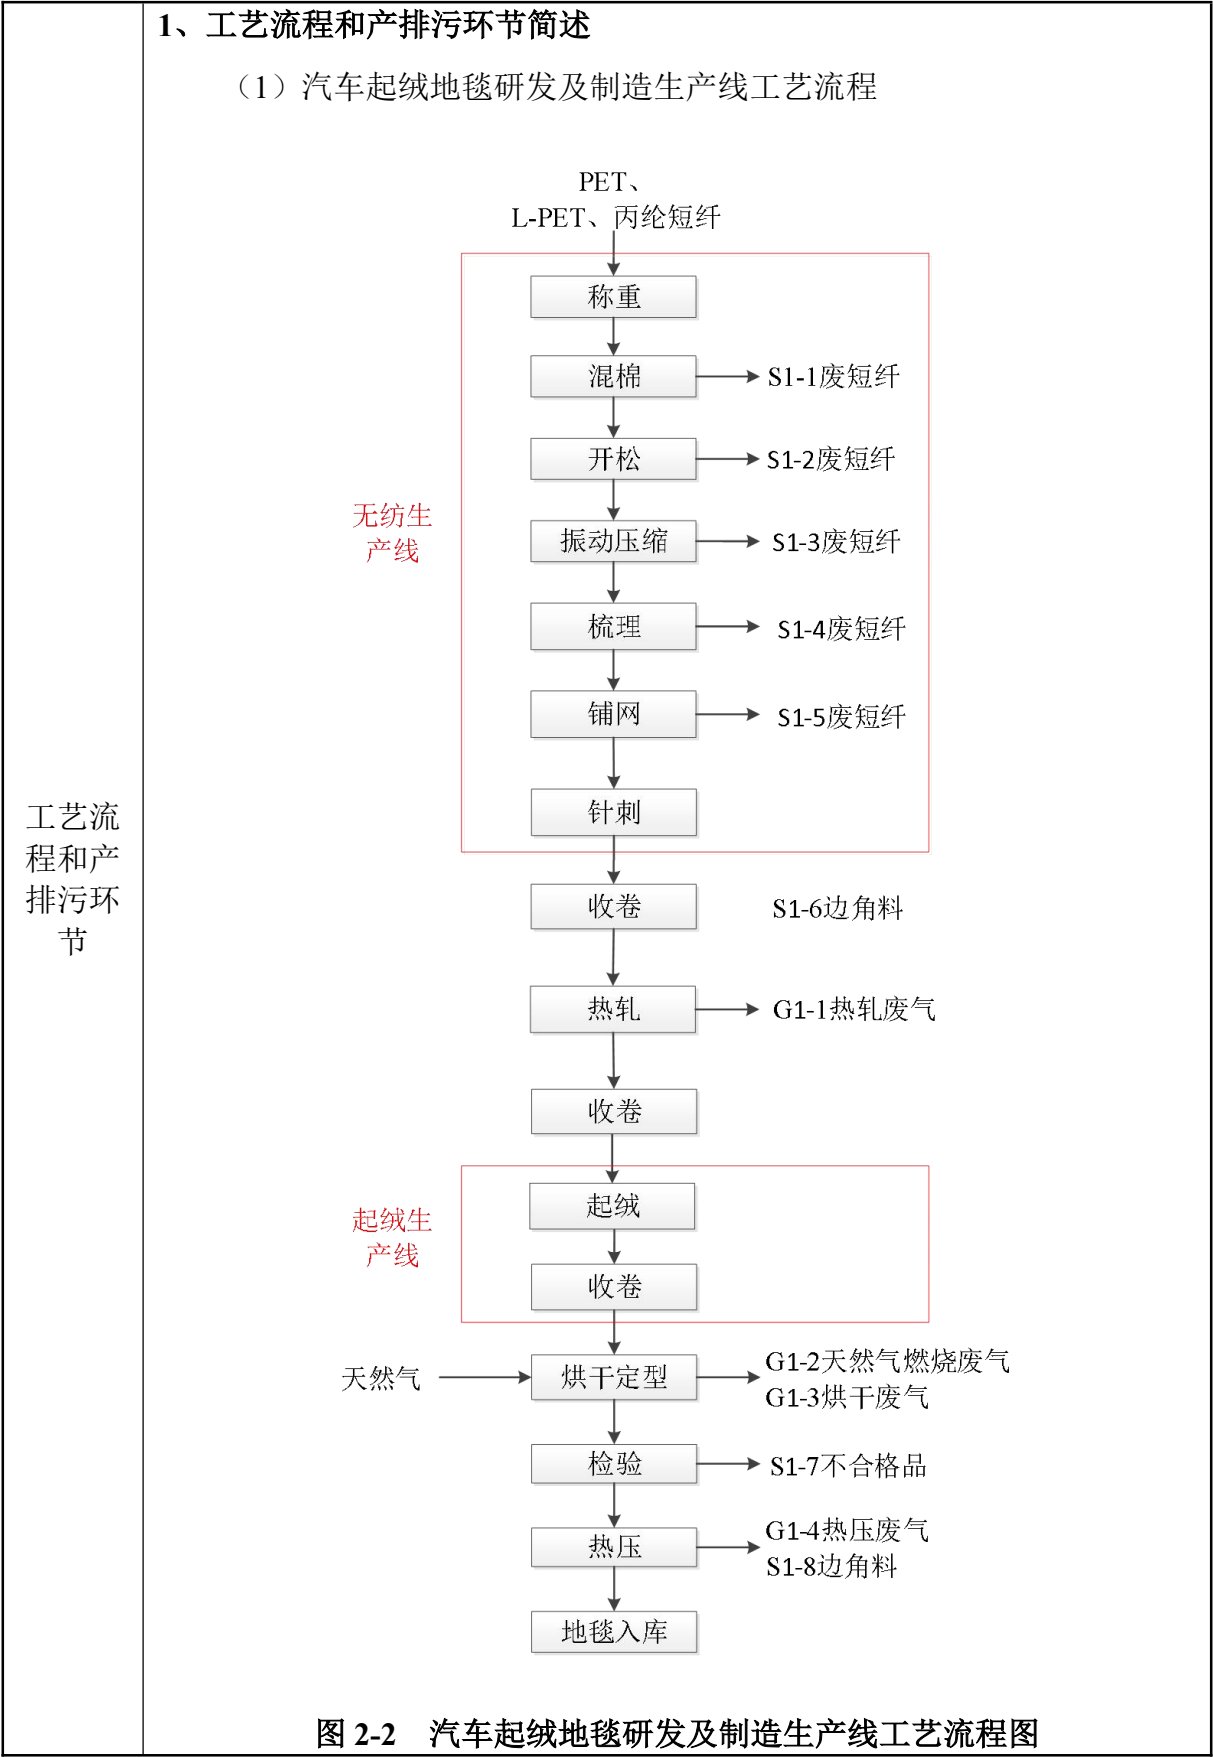 1、工艺流程和产排污环节简述
（1）汽车起绒地毯研发及制造生产线工艺流程
PET、
L-PET、丙纶短纤
称重
混棉
S1-1废短纤
开松
S1-2废短纤
无纺生
产线
振动压缩
S1-3废短纤
梳理
S1-4废短纤
铺网
S1-5废短纤
针刺
工艺流
程和产
排污环
节
收卷
S1-6边角料
热轧
G1-1热轧废气
收卷
起绒生
产线
起绒
收卷
天然气
烘干定型
G1-2天然气燃烧废气
G1-3烘干废气
检验
S1-7不合格品
热压
G1-4热压废气
S1-8边角料
地毯入库
图 2-2 汽车起绒地毯研发及制造生产线工艺流程图